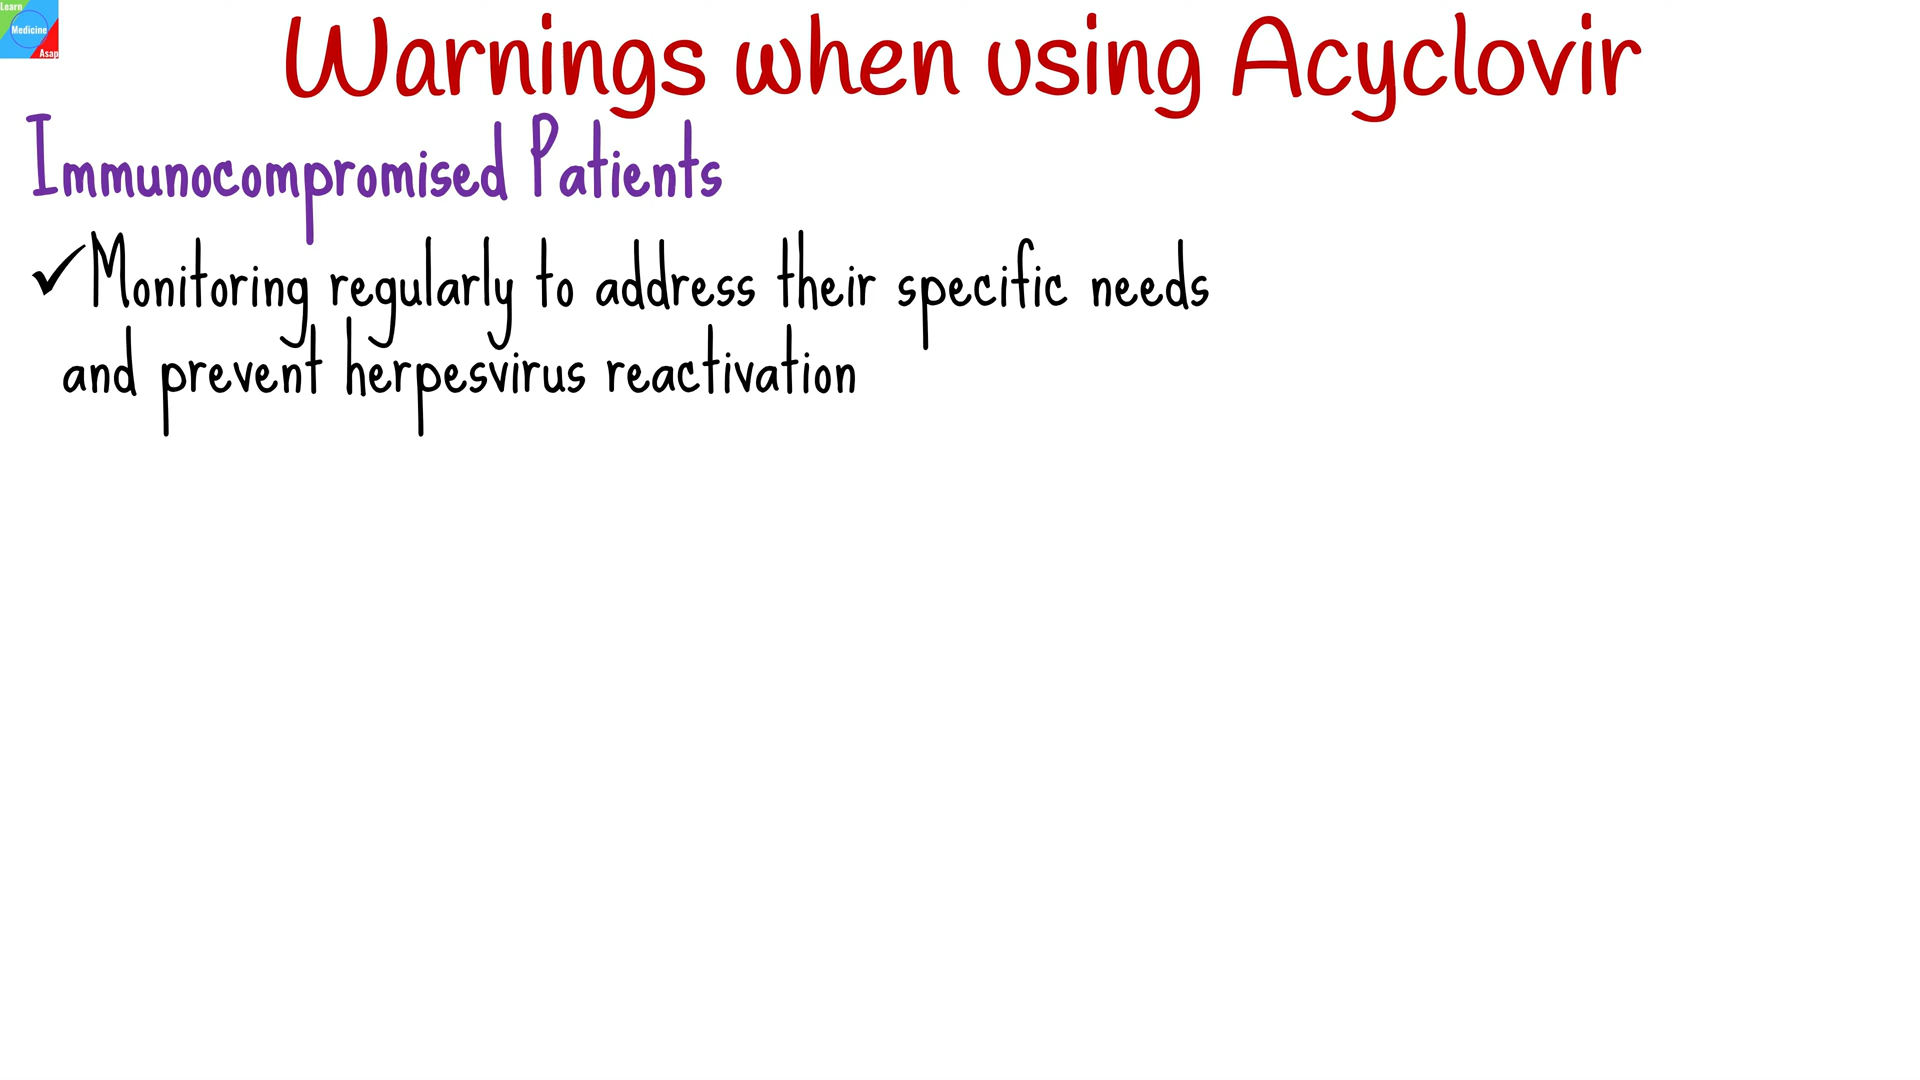 Learn
Medicine
Asap
Warnings when using Acyclovir
Immunocompromised Patients
✓Monitoring regularly to address their specific needs
and prevent herpesvirus reactivation